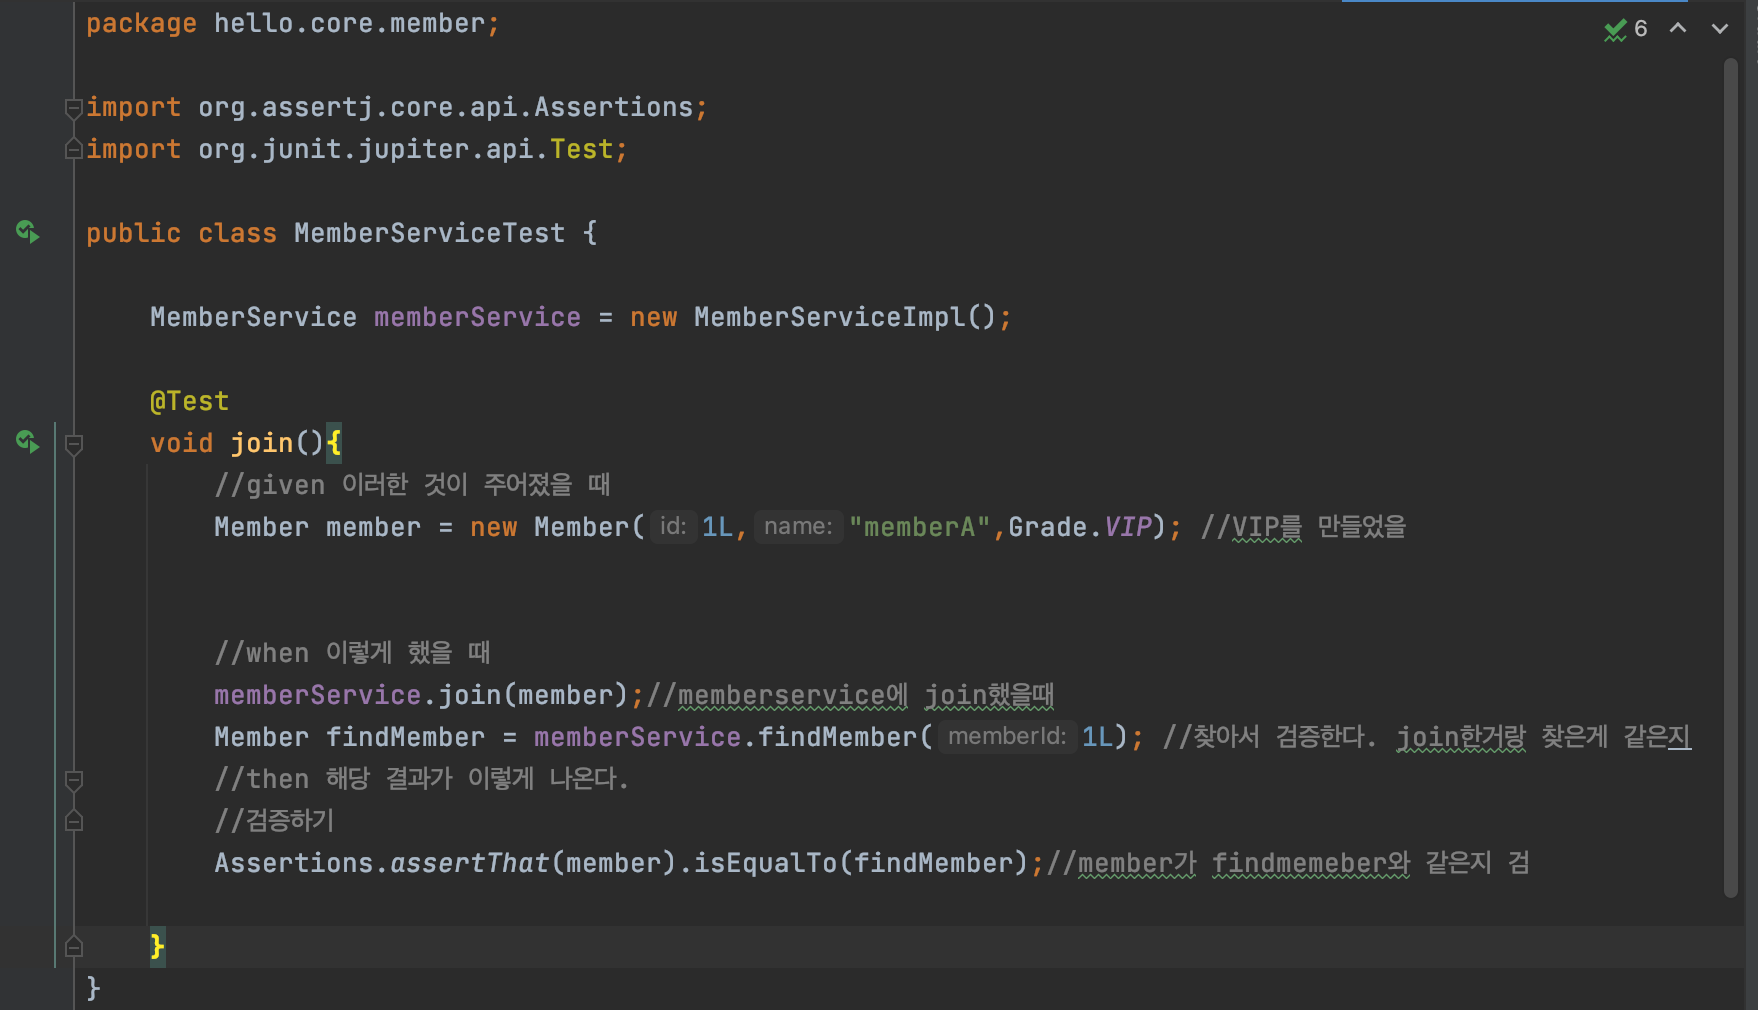 package hello.core.member;
6
import org.assertj.core.api.Assertions;
import org.junit.jupiter.api.Test;
public class MemberServiceTest {
MemberService memberService = new MemberServiceImpl();
@Test
void join(){
//given 이러한 것이 주어졌을 때
Member member = new Member( id: 1L, name: "memberA",Grade.VIP); //VIP를 만들었을
//when 이렇게 했을 때
memberService.join(member);//memberservice에 join했을때
Member findMember = memberService.findMember( memberId: 1L); //찾아서 검증한다. join한거랑 찾은게 같은지
//then 해당 결과가 이렇게 나온다.
//검증하기
Assertions.assertThat(member).isEqualTo(findMember);//member가 findmemeber와 같은지 검
}
}